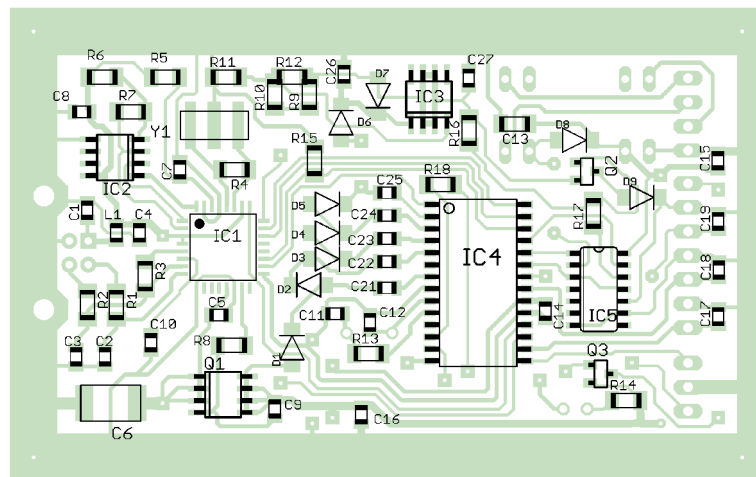 R6
R5
R11
R12
C26
D7
C27
C8
R7
R10
R9
IC3
Y1
D6
R16
C13
D8
R15
C7
R4
IC2
R18
Q2
C15
C25
D5
C24
D9
R17
C19
C1
L1
C4
IC1
D4
C23
D3
C22
IC4
C18
R3
D2
C21
R2
R1
C5
C11
C12
C14
IC5
C17
C10
R8
D1
R13
C3
C2
Q1
Q3
R14
C9
C16
C6